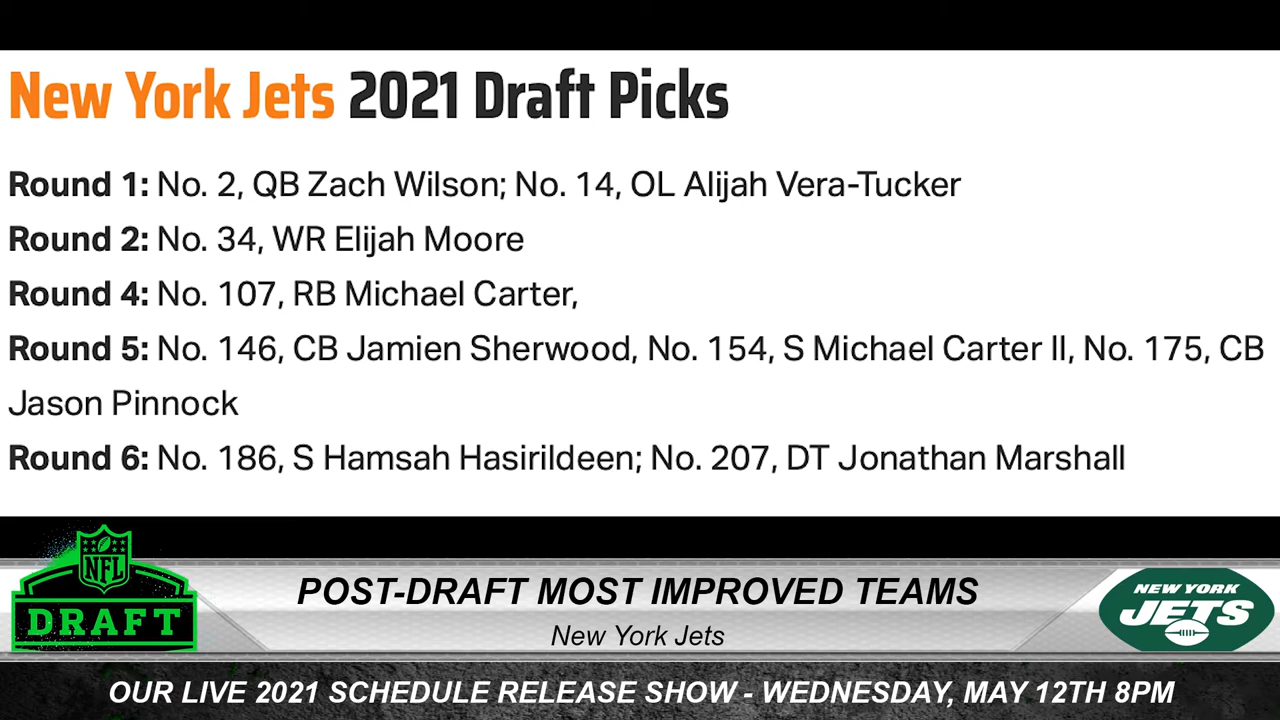 New York Jets 2021 Draft Picks
Round 1: No. 2, QB Zach Wilson; No. 14, OL Alijah Vera-Tucker
Round 2: No. 34, WR Elijah Moore
Round 4: No. 107, RB Michael Carter,
Round 5: No. 146, CB Jamien Sherwood, No. 154, S Michael Carter II, No. 175, CB
Jason Pinnock
Round 6: No. 186, S Hamsah Hasirildeen; No. 207, DT Jonathan Marshall
NFL
DRAFT
POST-DRAFT MOST IMPROVED TEAMS
New York Jets
NEW YORK
JETS
OUR LIVE 2021 SCHEDULE RELEASE SHOW - WEDNESDAY, MAY 12TH 8PM